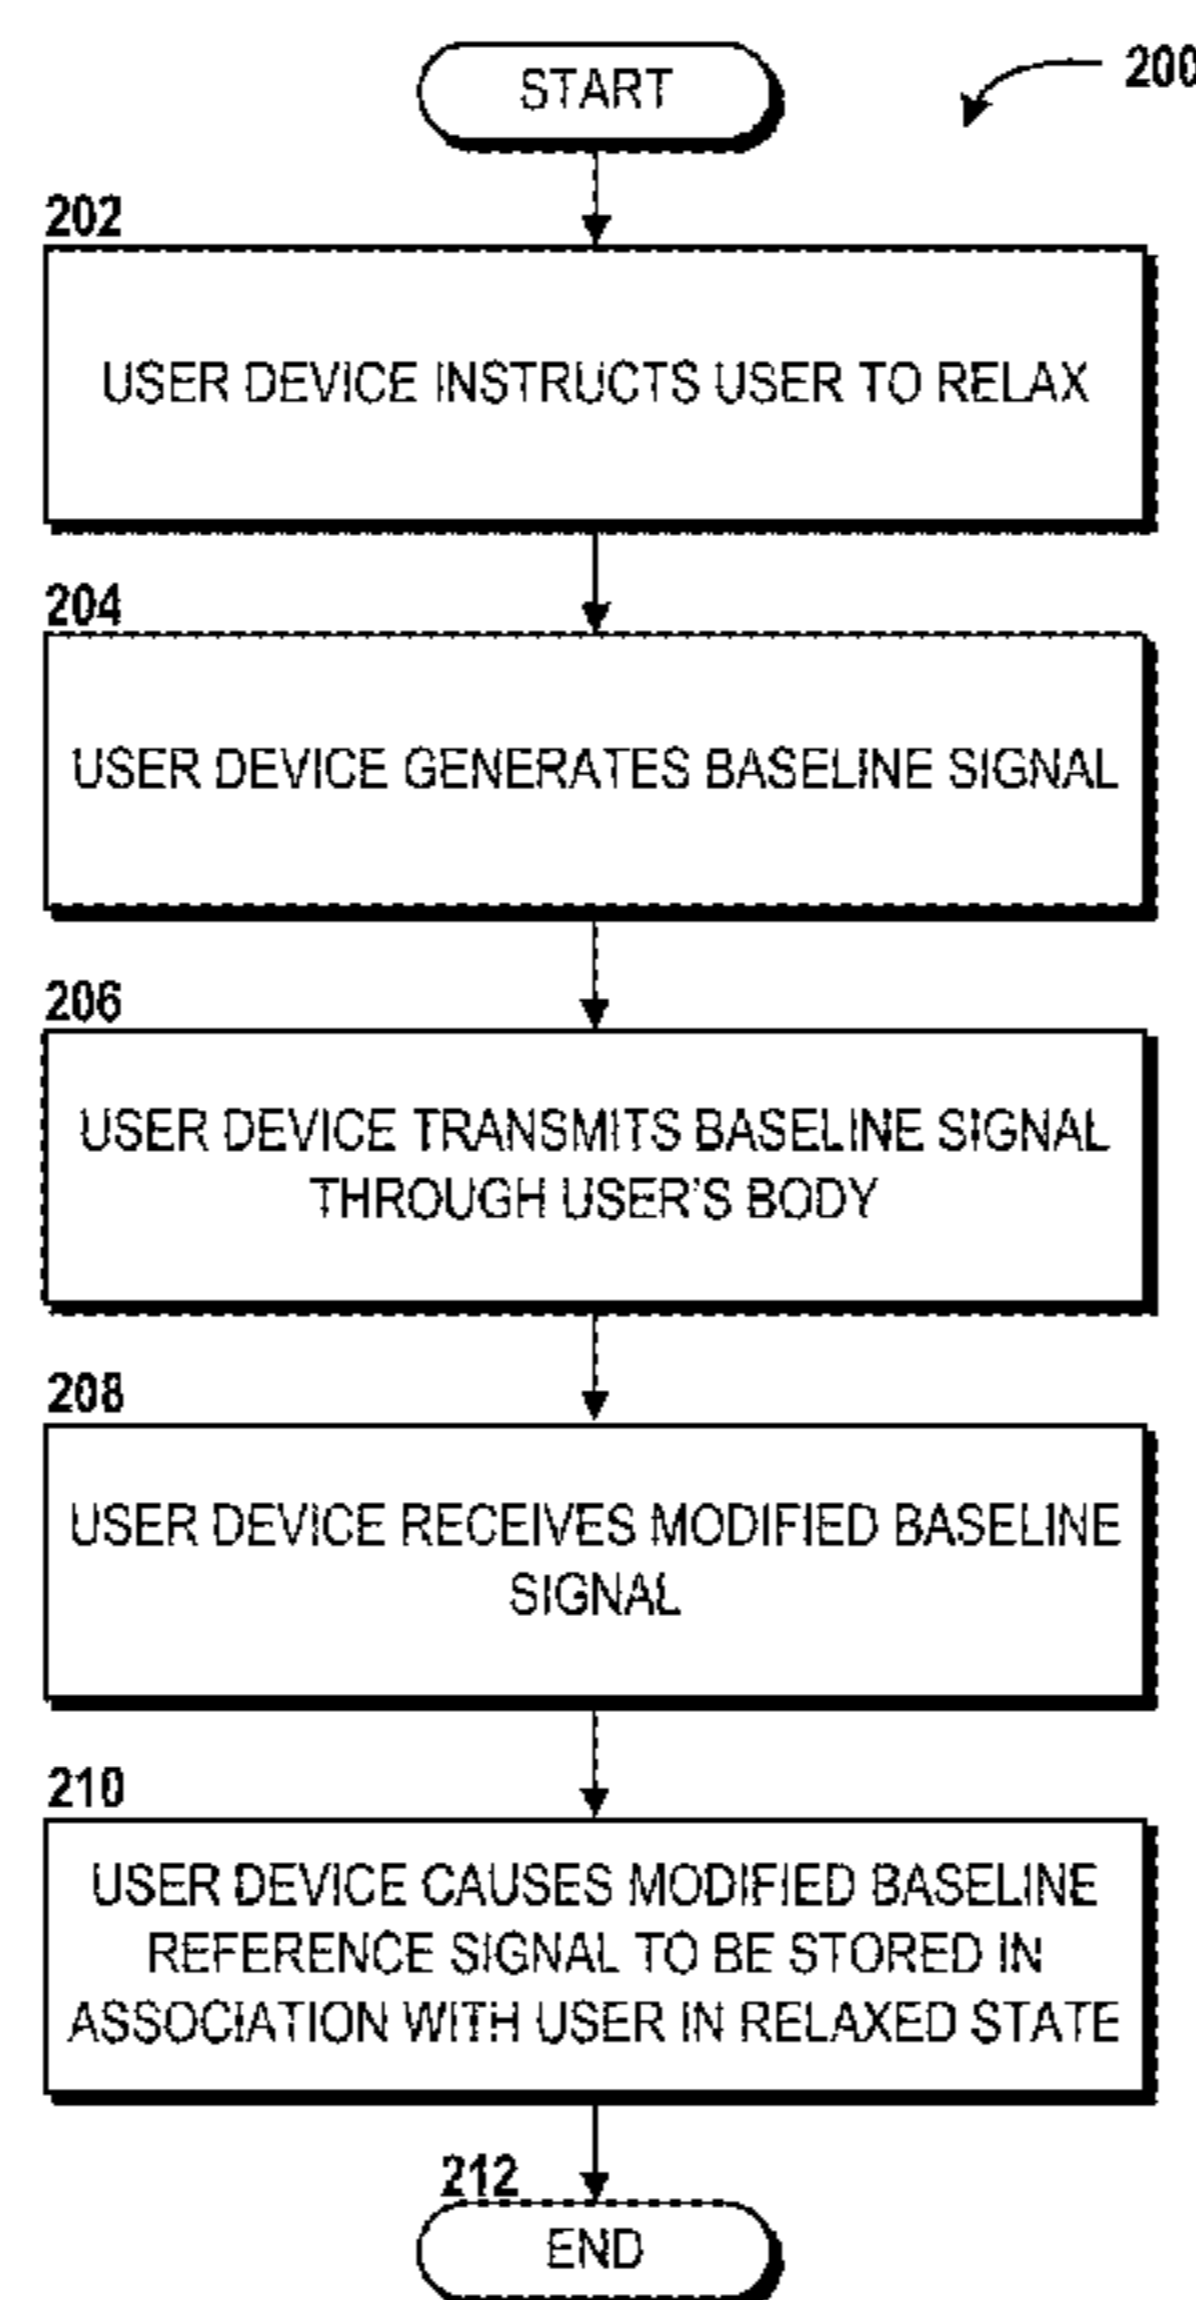 START
200
202
USER DEVICE INSTRUCTS USER TO RELAX
204
USER DEVICE GENERATES BASELINE SIGNAL
206
USER DEVICE TRANSMITS BASELINE SIGNAL
THROUGH USER'S BODY
208
USER DEVICE RECEIVES MODIFIED BASELINE
SIGNAL
210
USER DEVICE CAUSES MODIFIED BASELINE
REFERENCE SIGNAL TO BE STORED IN
ASSOCIATION WITH USER IN RELAXED STATE
212
END